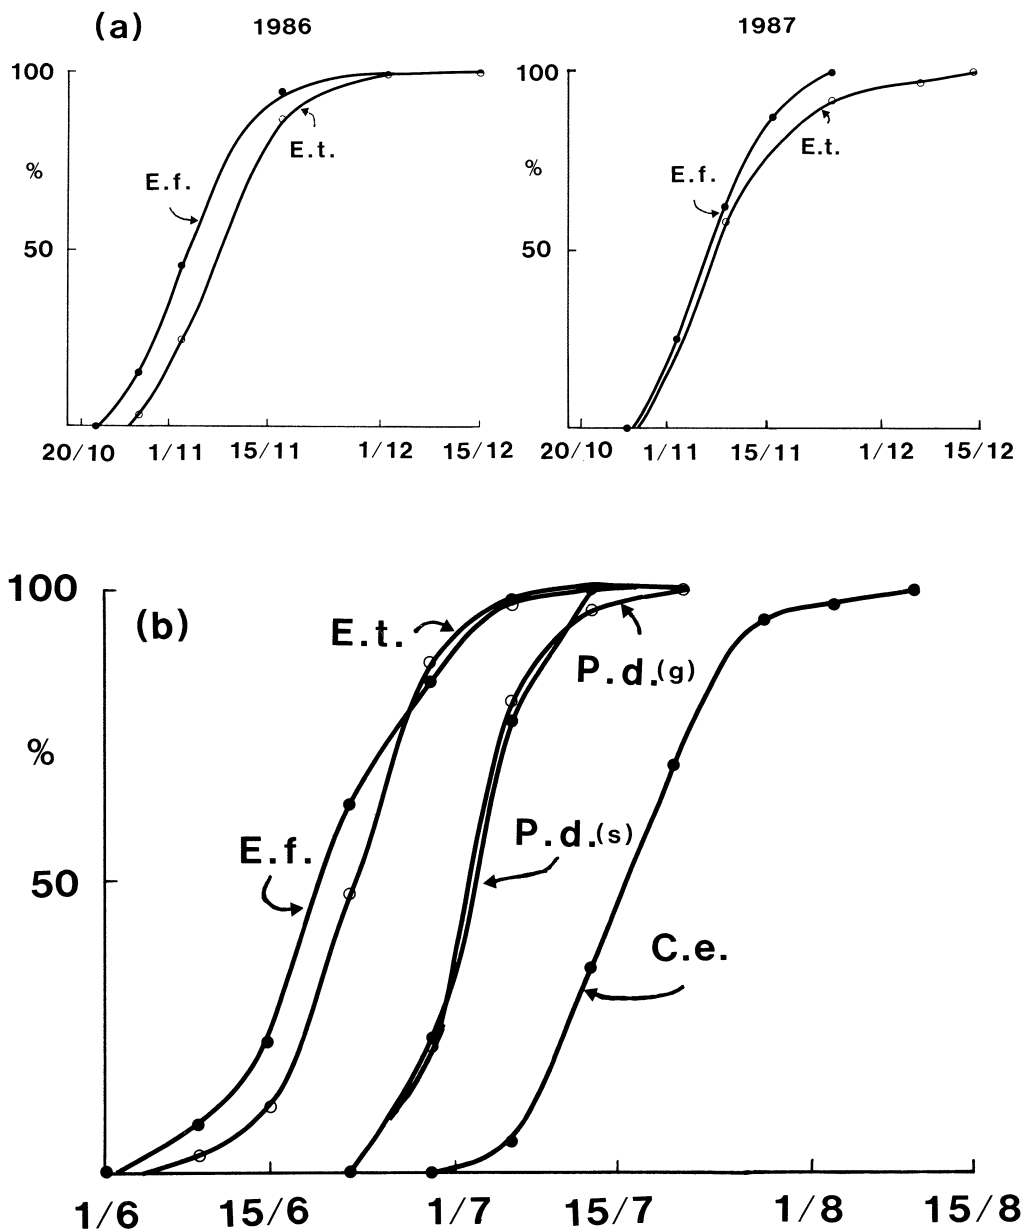 (a) 1986 1987
100 100
E.t. E.t.
% %
E.f. E.f.
50 50
20/10 1/11 15/11 1/12 15/12 20/10 1/11 15/11 1/12 15/12
100
(b)
E.t.
P.d.(g)
%
P.d.(s)
E.f.
50
C.e.
1/6 15/6 1/7 15/7 1/8 15/8